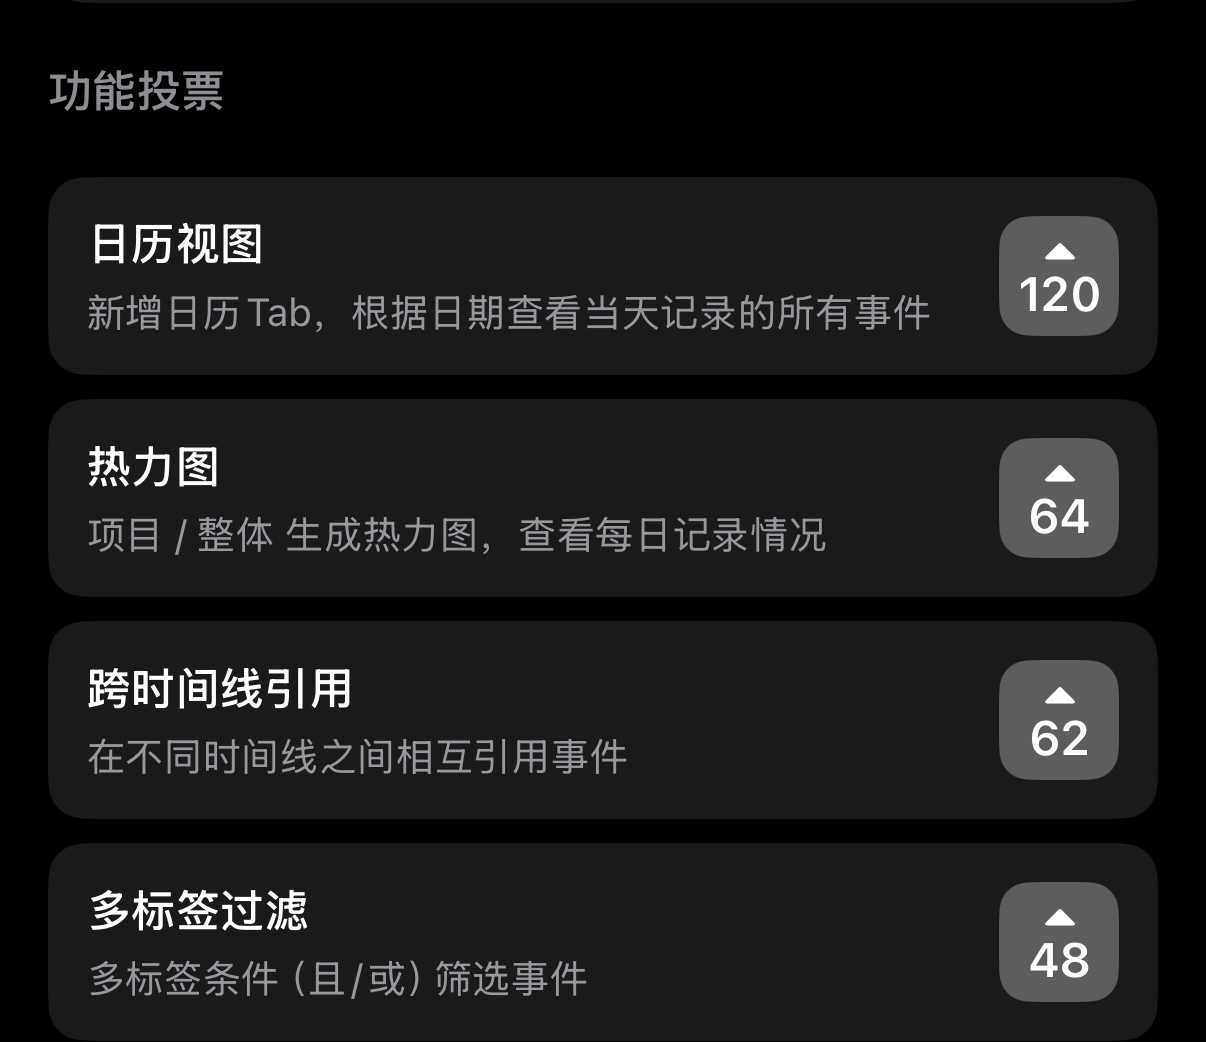 功能投票
日历视图
新增日历 Tab，根据日期查看当天记录的所有事件
120
热力图
项目 / 整体 生成热力图，查看每日记录情况
64
跨时间线引用
在不同时间线之间相互引用事件
62
多标签过滤
多标签条件（且/或）筛选事件
48